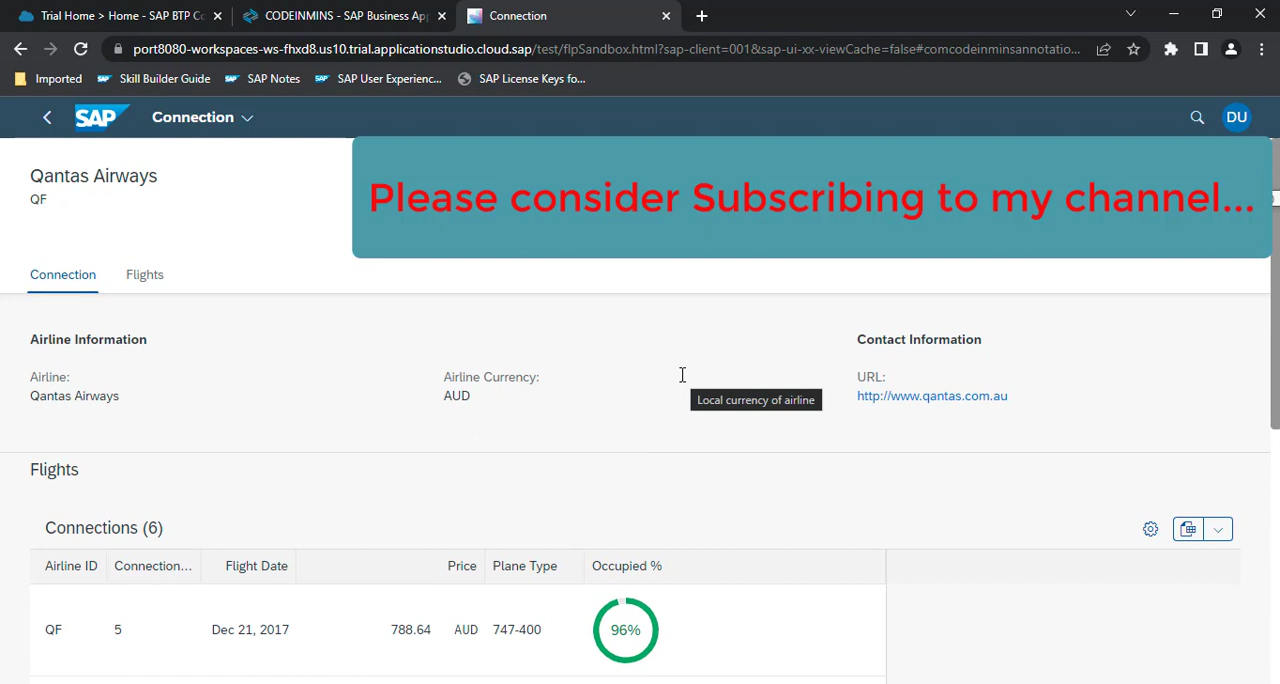 Trial Home > Home - SAP BTP Co
CODEINMINS - SAP Business App
Connection
port8080-workspaces-ws-fhxd8.us10.trial.applicationstudio.cloud.sap/test/flpSandbox.html?sap-client=001&sap-ui-xx-viewCache=false#comcodeinminsannotatio...
Imported
Skill Builder Guide
SAP Notes
SAP User Experienc...
SAP License Keys fo...
SAP
Connection
DU
Qantas Airways
QF
Please consider Subscribing to my channel...
Connection
Flights
Airline Information
Contact Information
Airline:
Airline Currency:
URL:
Qantas Airways
AUD
Local currency of airline
http://www.qantas.com.au
Flights
Connections (6)
Airline ID
Connection...
Flight Date
Price
Plane Type
Occupied %
QF
5
Dec 21, 2017
788.64
AUD
747-400
96%